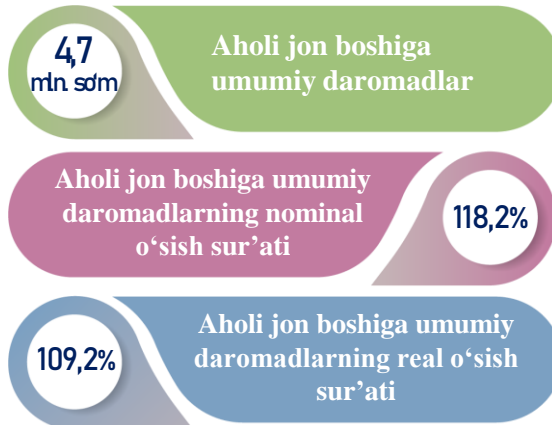 4,7
mln. so‘m
Aholi jon boshiga
umumiy daromadlar
Aholi jon boshiga umumiy
daromadlarning nominal
o‘sish sur’ati
118,2%
109,2%
Aholi jon boshiga umumiy
daromadlarning real o‘sish
sur’ati